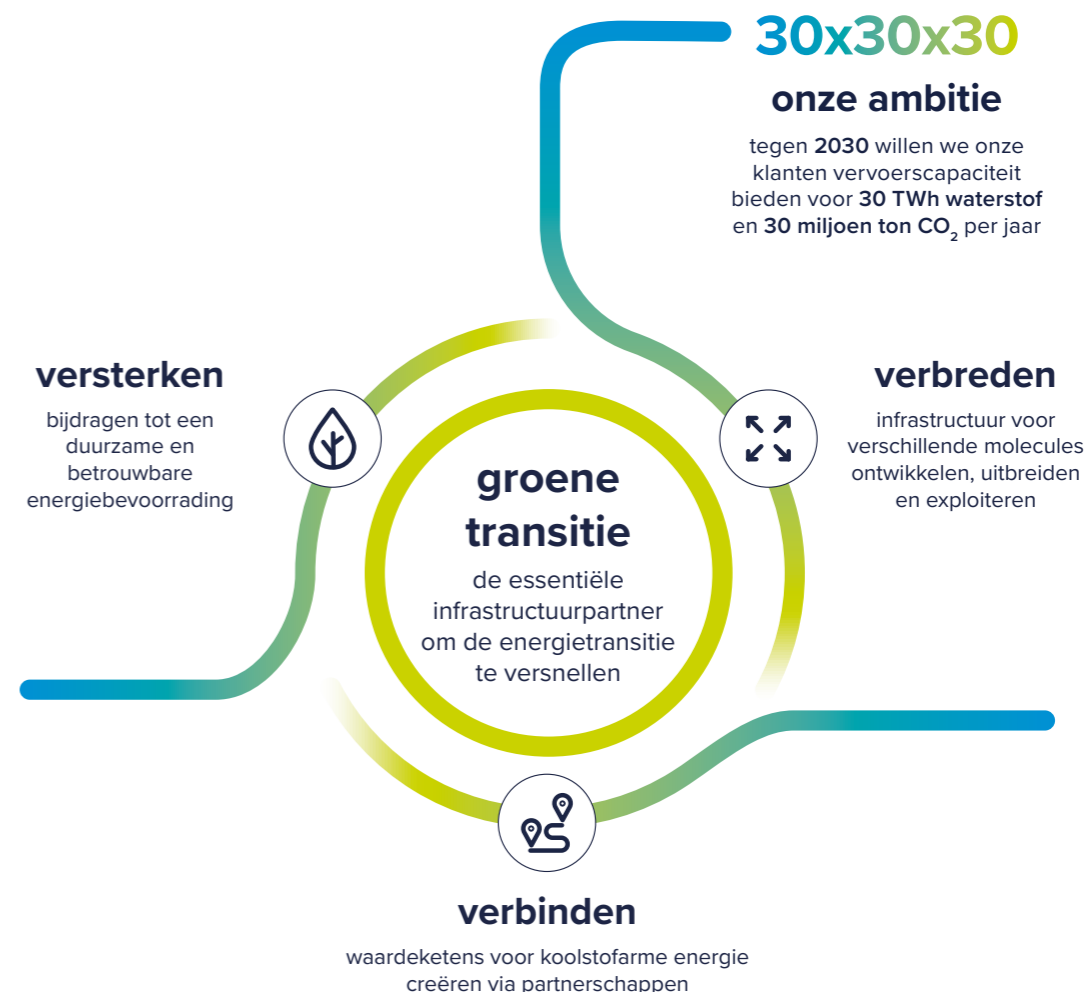 30x30x30
onze ambitie
tegen 2030 willen we onze
klanten vervoerscapaciteit
bieden voor 30 TWh waterstof
en 30 miljoen ton CO₂ per jaar
versterken
bijdragen tot een
duurzame en
betrouwbare
energiebevoorrading
verbreden
infrastructuur voor
verschillende molecules
ontwikkelen, uitbreiden
en exploiteren
groene
transitie
de essentiële
infrastructuurpartner
om de energietransitie
te versnellen
verbinden
waardeketens voor koolstofarme energie
creëren via partnerschappen